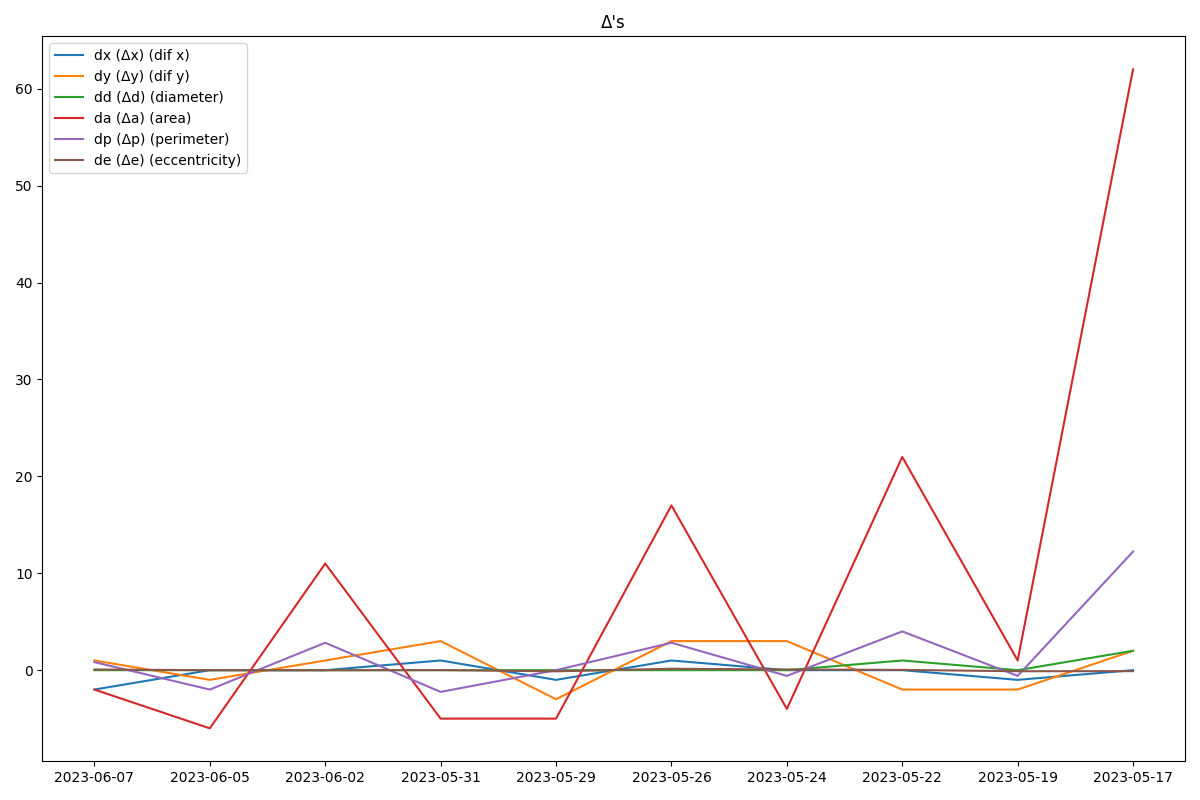 Δ's
dx (Δx) (dif x)
dy (Δy) (dif y)
dd (Δd) (diameter)
da (Δa) (area)
dp (Δp) (perimeter)
de (Δe) (eccentricity)
60
50
40
30
20
10
0
2023-06-07 2023-06-05 2023-06-02 2023-05-31 2023-05-29 2023-05-26 2023-05-24 2023-05-22 2023-05-19 2023-05-17